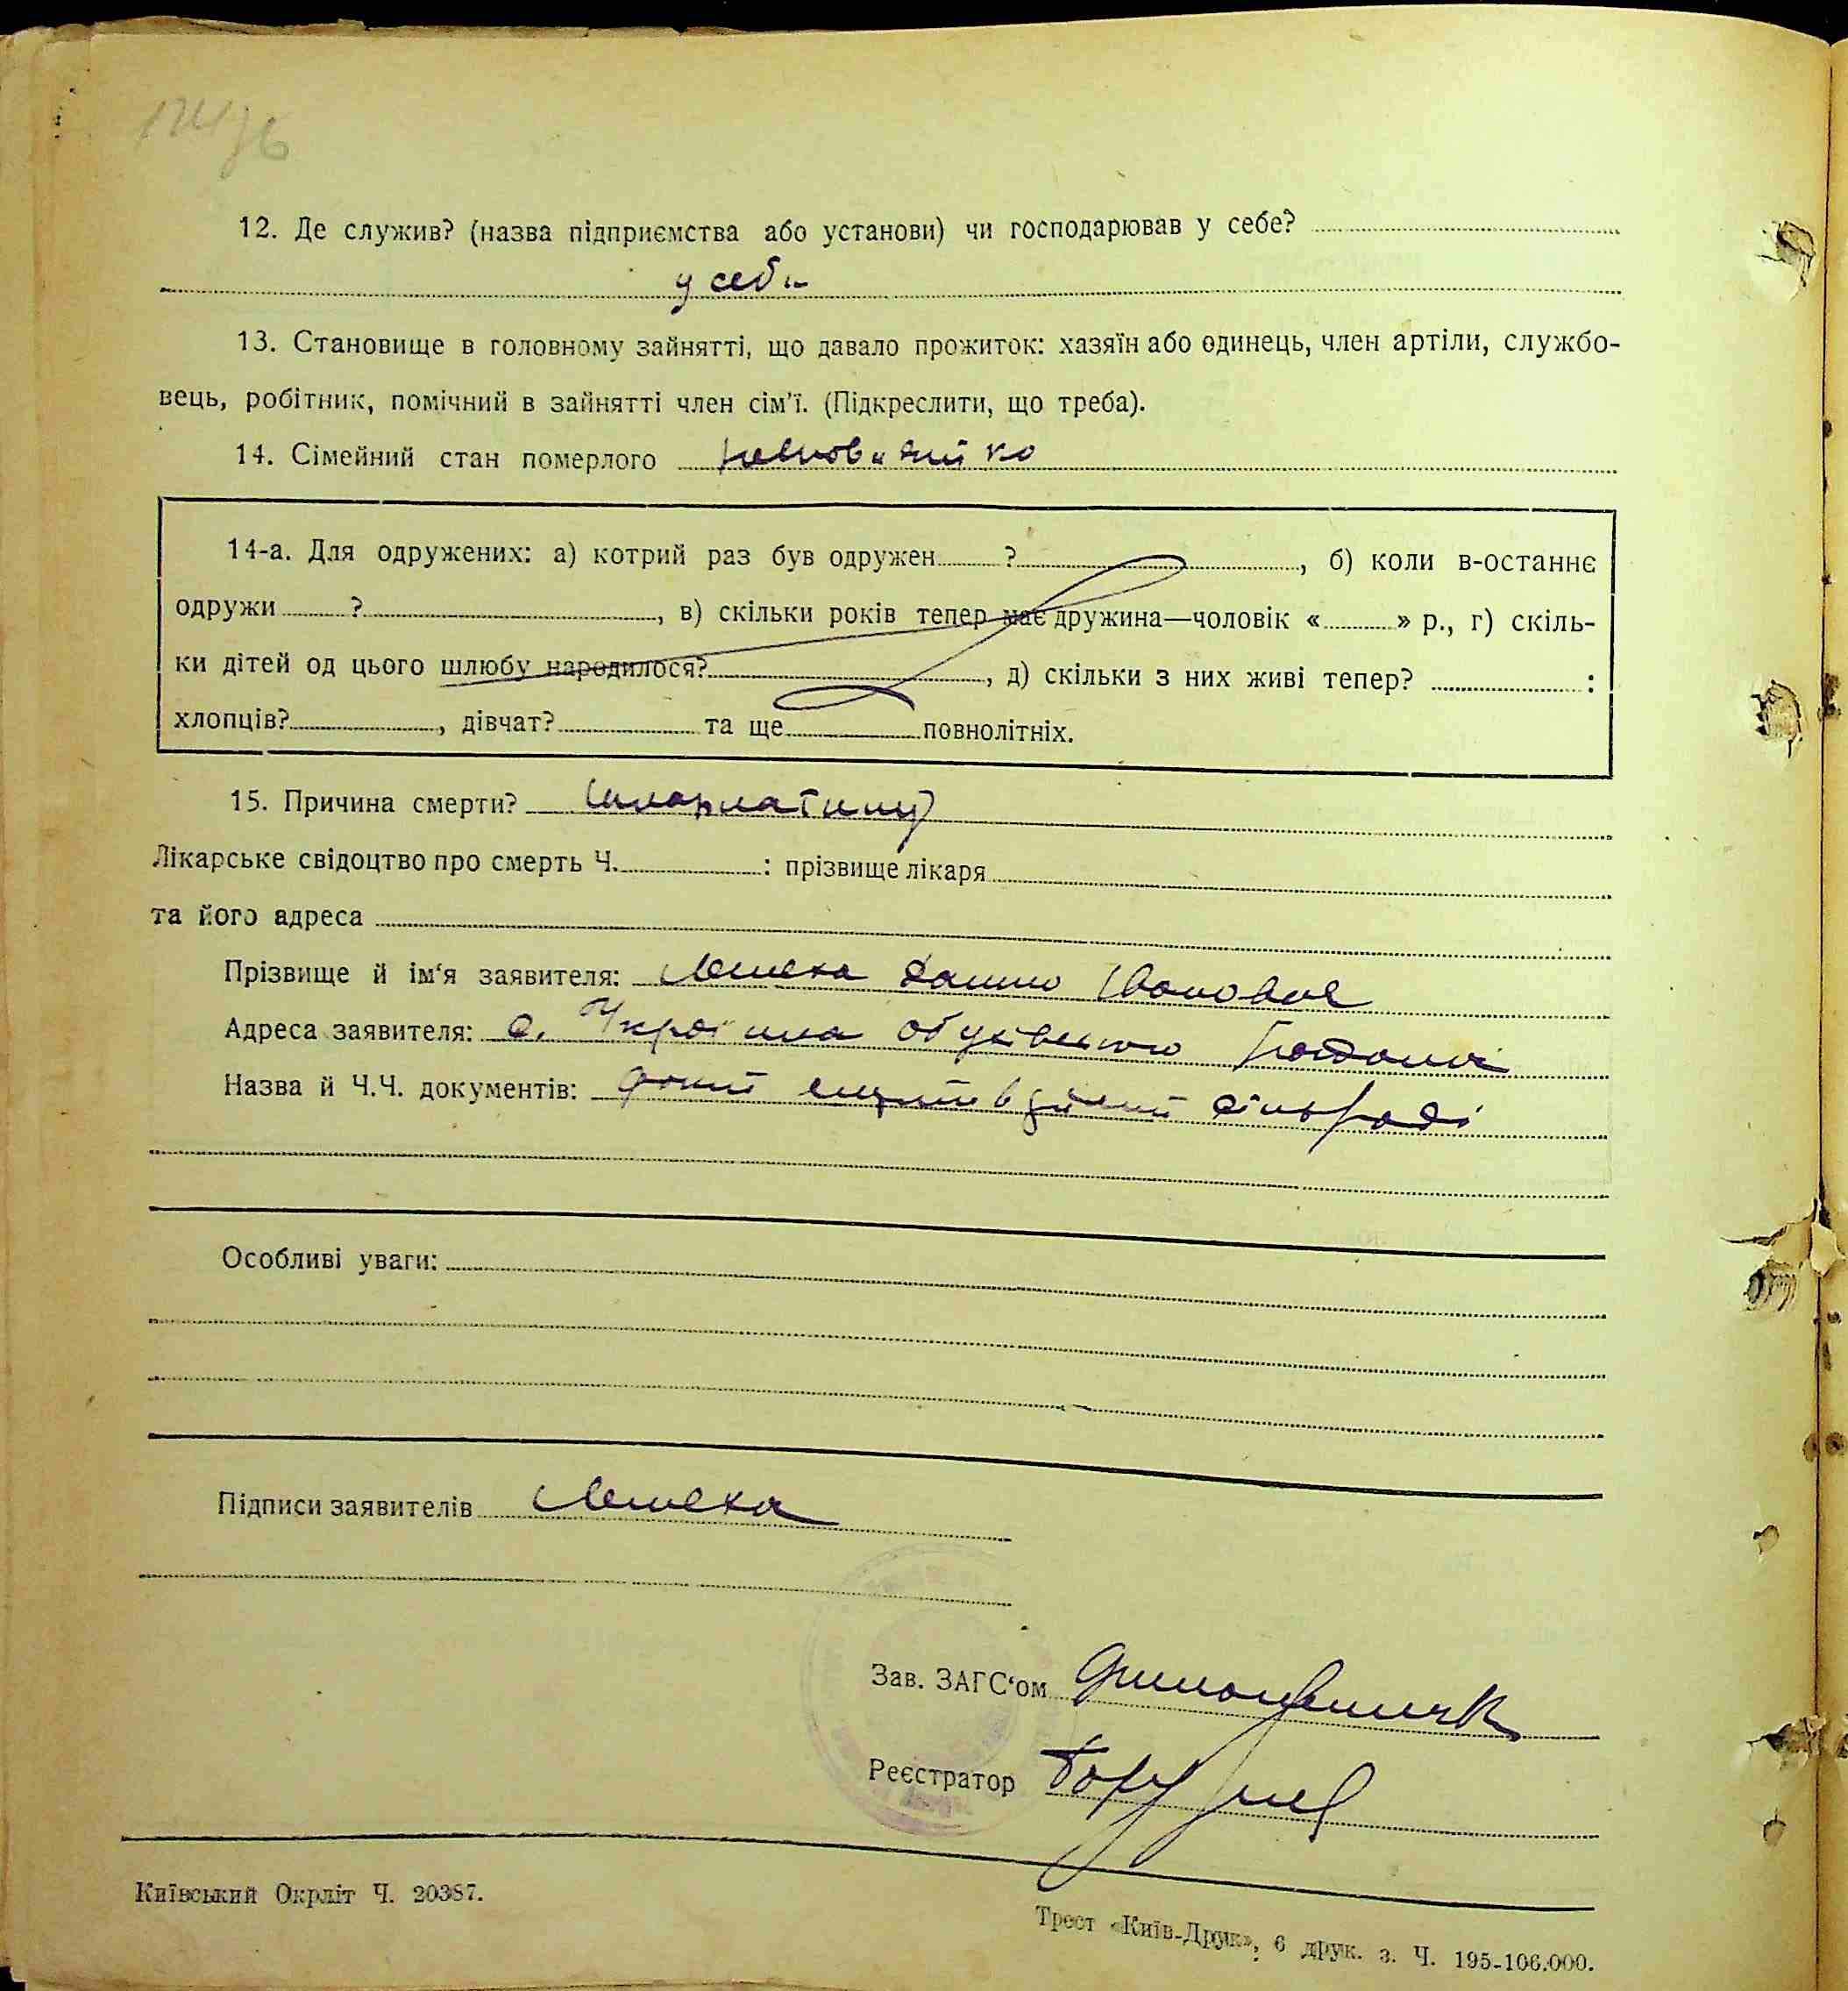 12. Де служив? (назва підприємства або установи) чи господарював у себе?
у себе
13. Становище в головному зайнятті, що давало прожиток: хазяїн або одинець, член артіли, службо-
вець, робітник, помічний в зайнятті член сім'ї. (Підкреслити, що треба).
14. Сімейний стан померлого
14-а. Для одружених: а) котрий раз був одружен ?, б) коли в-останнє
одружи ?, в) скільки років тепер має дружина—чоловік « » р., г) скіль-
ки дітей од цього шлюбу народилося?, д) скільки з них живі тепер? :
хлопців?, дівчат? та ще повнолітніх.
15. Причина смерти? шкарлатину
Лікарське свідоцтво про смерть Ч. : прізвище лікаря
та його адреса
Прізвище й ім'я заявителя: Данило Іванович
Адреса заявителя: с. Українка
Назва й Ч.Ч. документів: сільраді
Особливі уваги:
Підписи заявителів
Зав. ЗАГС'ом
Реєстратор
Київський Окрліт Ч. 20387.
Трест «Київ-Друк», 6 друк. з. Ч. 195-106.000.